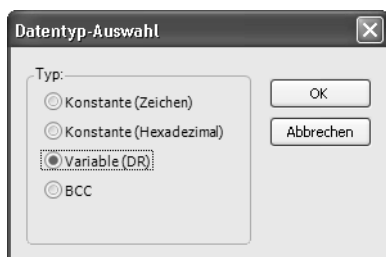 Datentyp-Auswahl
Typ:
Konstante (Zeichen)
Konstante (Hexadezimal)
Variable (DR)
BCC
OK
Abbrechen